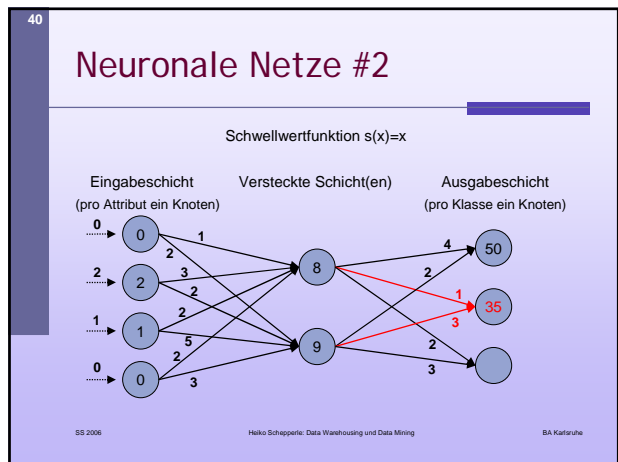 40
Neuronale Netze #2
Schwellwertfunktion s(x)=x
Eingabeschicht
(pro Attribut ein Knoten)
Versteckte Schicht(en)
Ausgabeschicht
(pro Klasse ein Knoten)
0 0 1 4 50
2
2 2 3 8 2
2 1 35
1 1 2 3
5 9 2
0 0 2 3
3
SS 2006
Heiko Schepperle: Data Warehousing und Data Mining
BA Karlsruhe